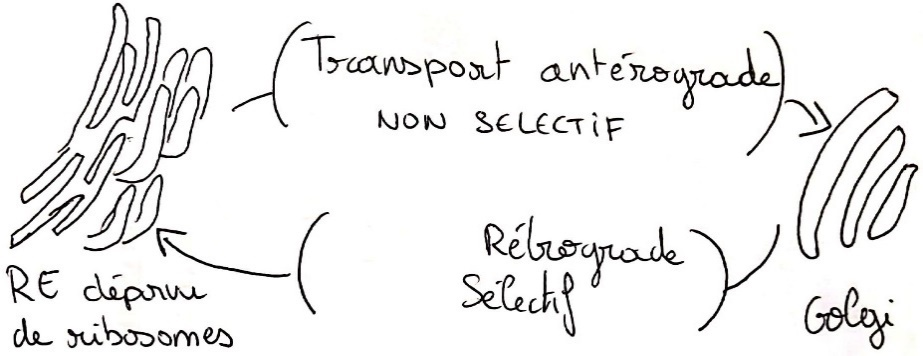 Transport antérograde
NON SELECTIF
Rétrograde
Sélectif
RE dépourvu
de ribosomes
Golgi